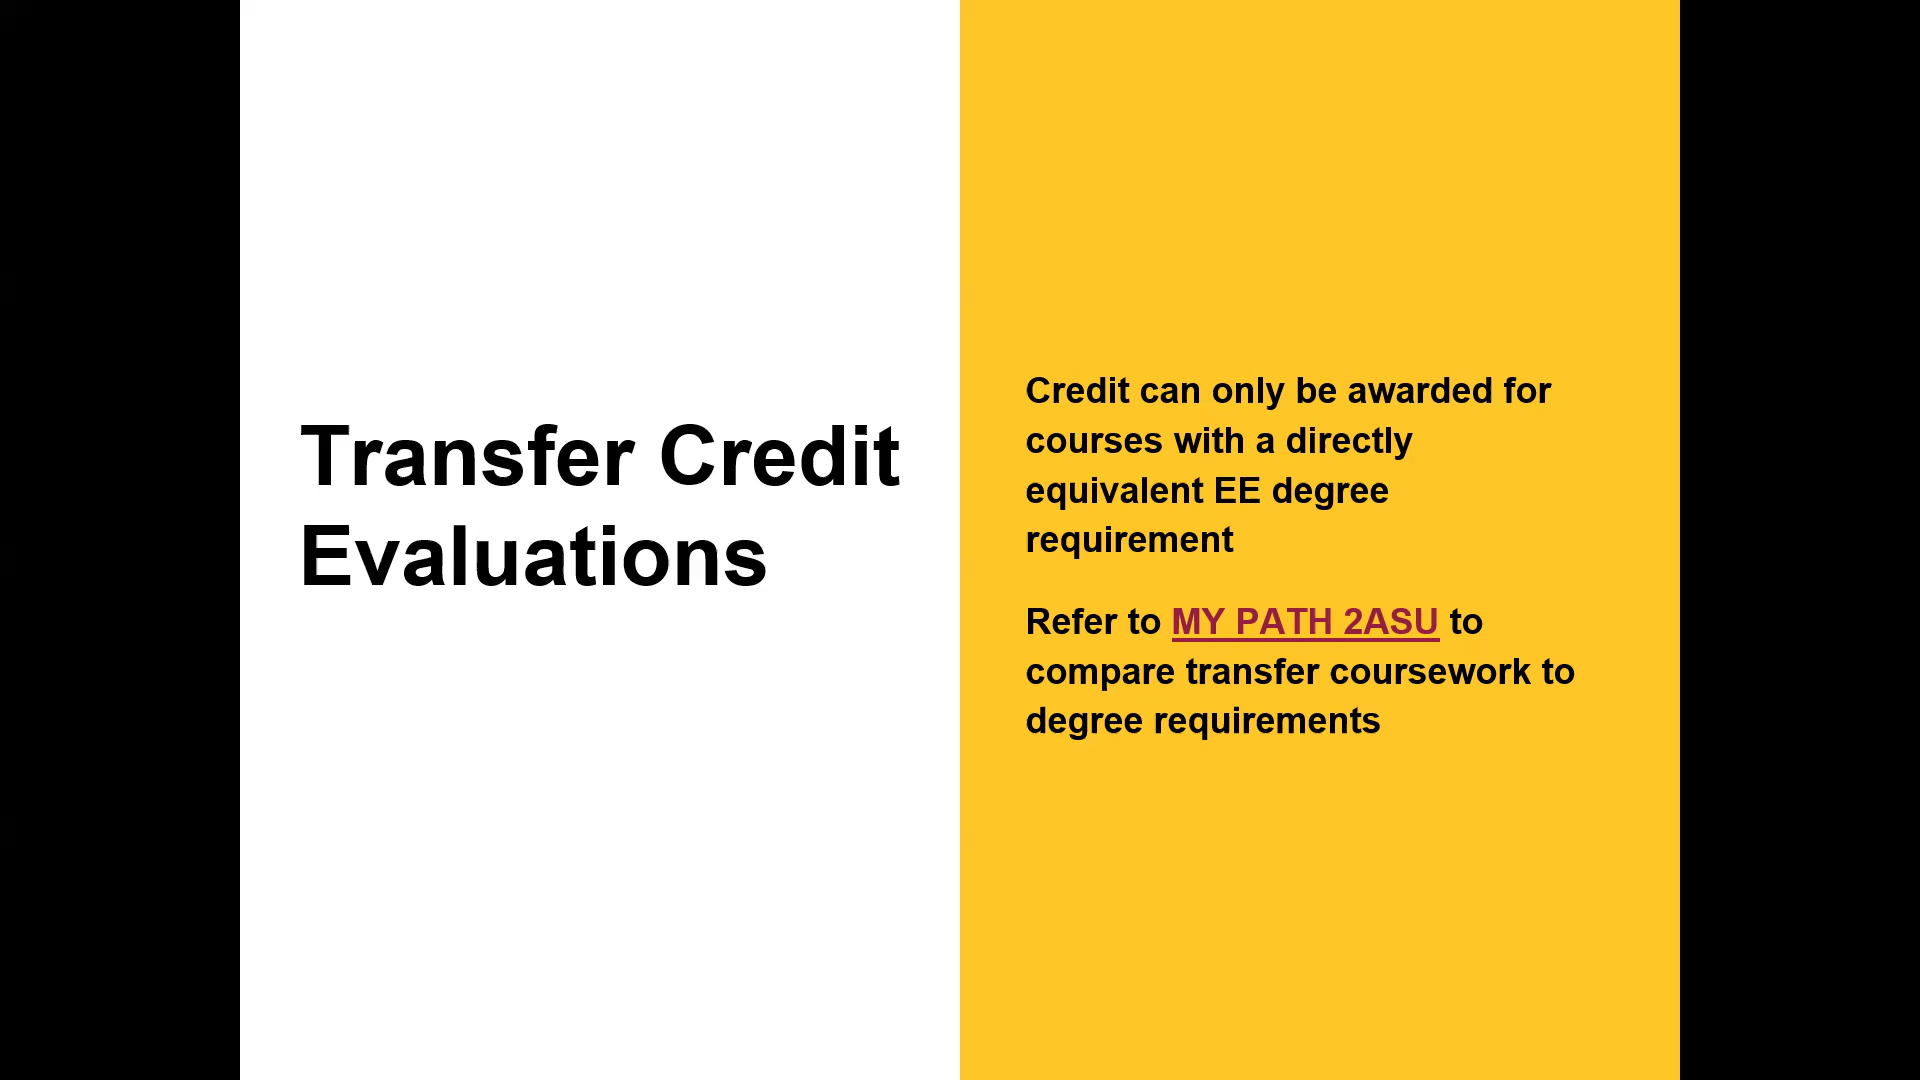 Transfer Credit
Evaluations
Credit can only be awarded for
courses with a directly
equivalent EE degree
requirement
Refer to MY PATH 2ASU to
compare transfer coursework to
degree requirements